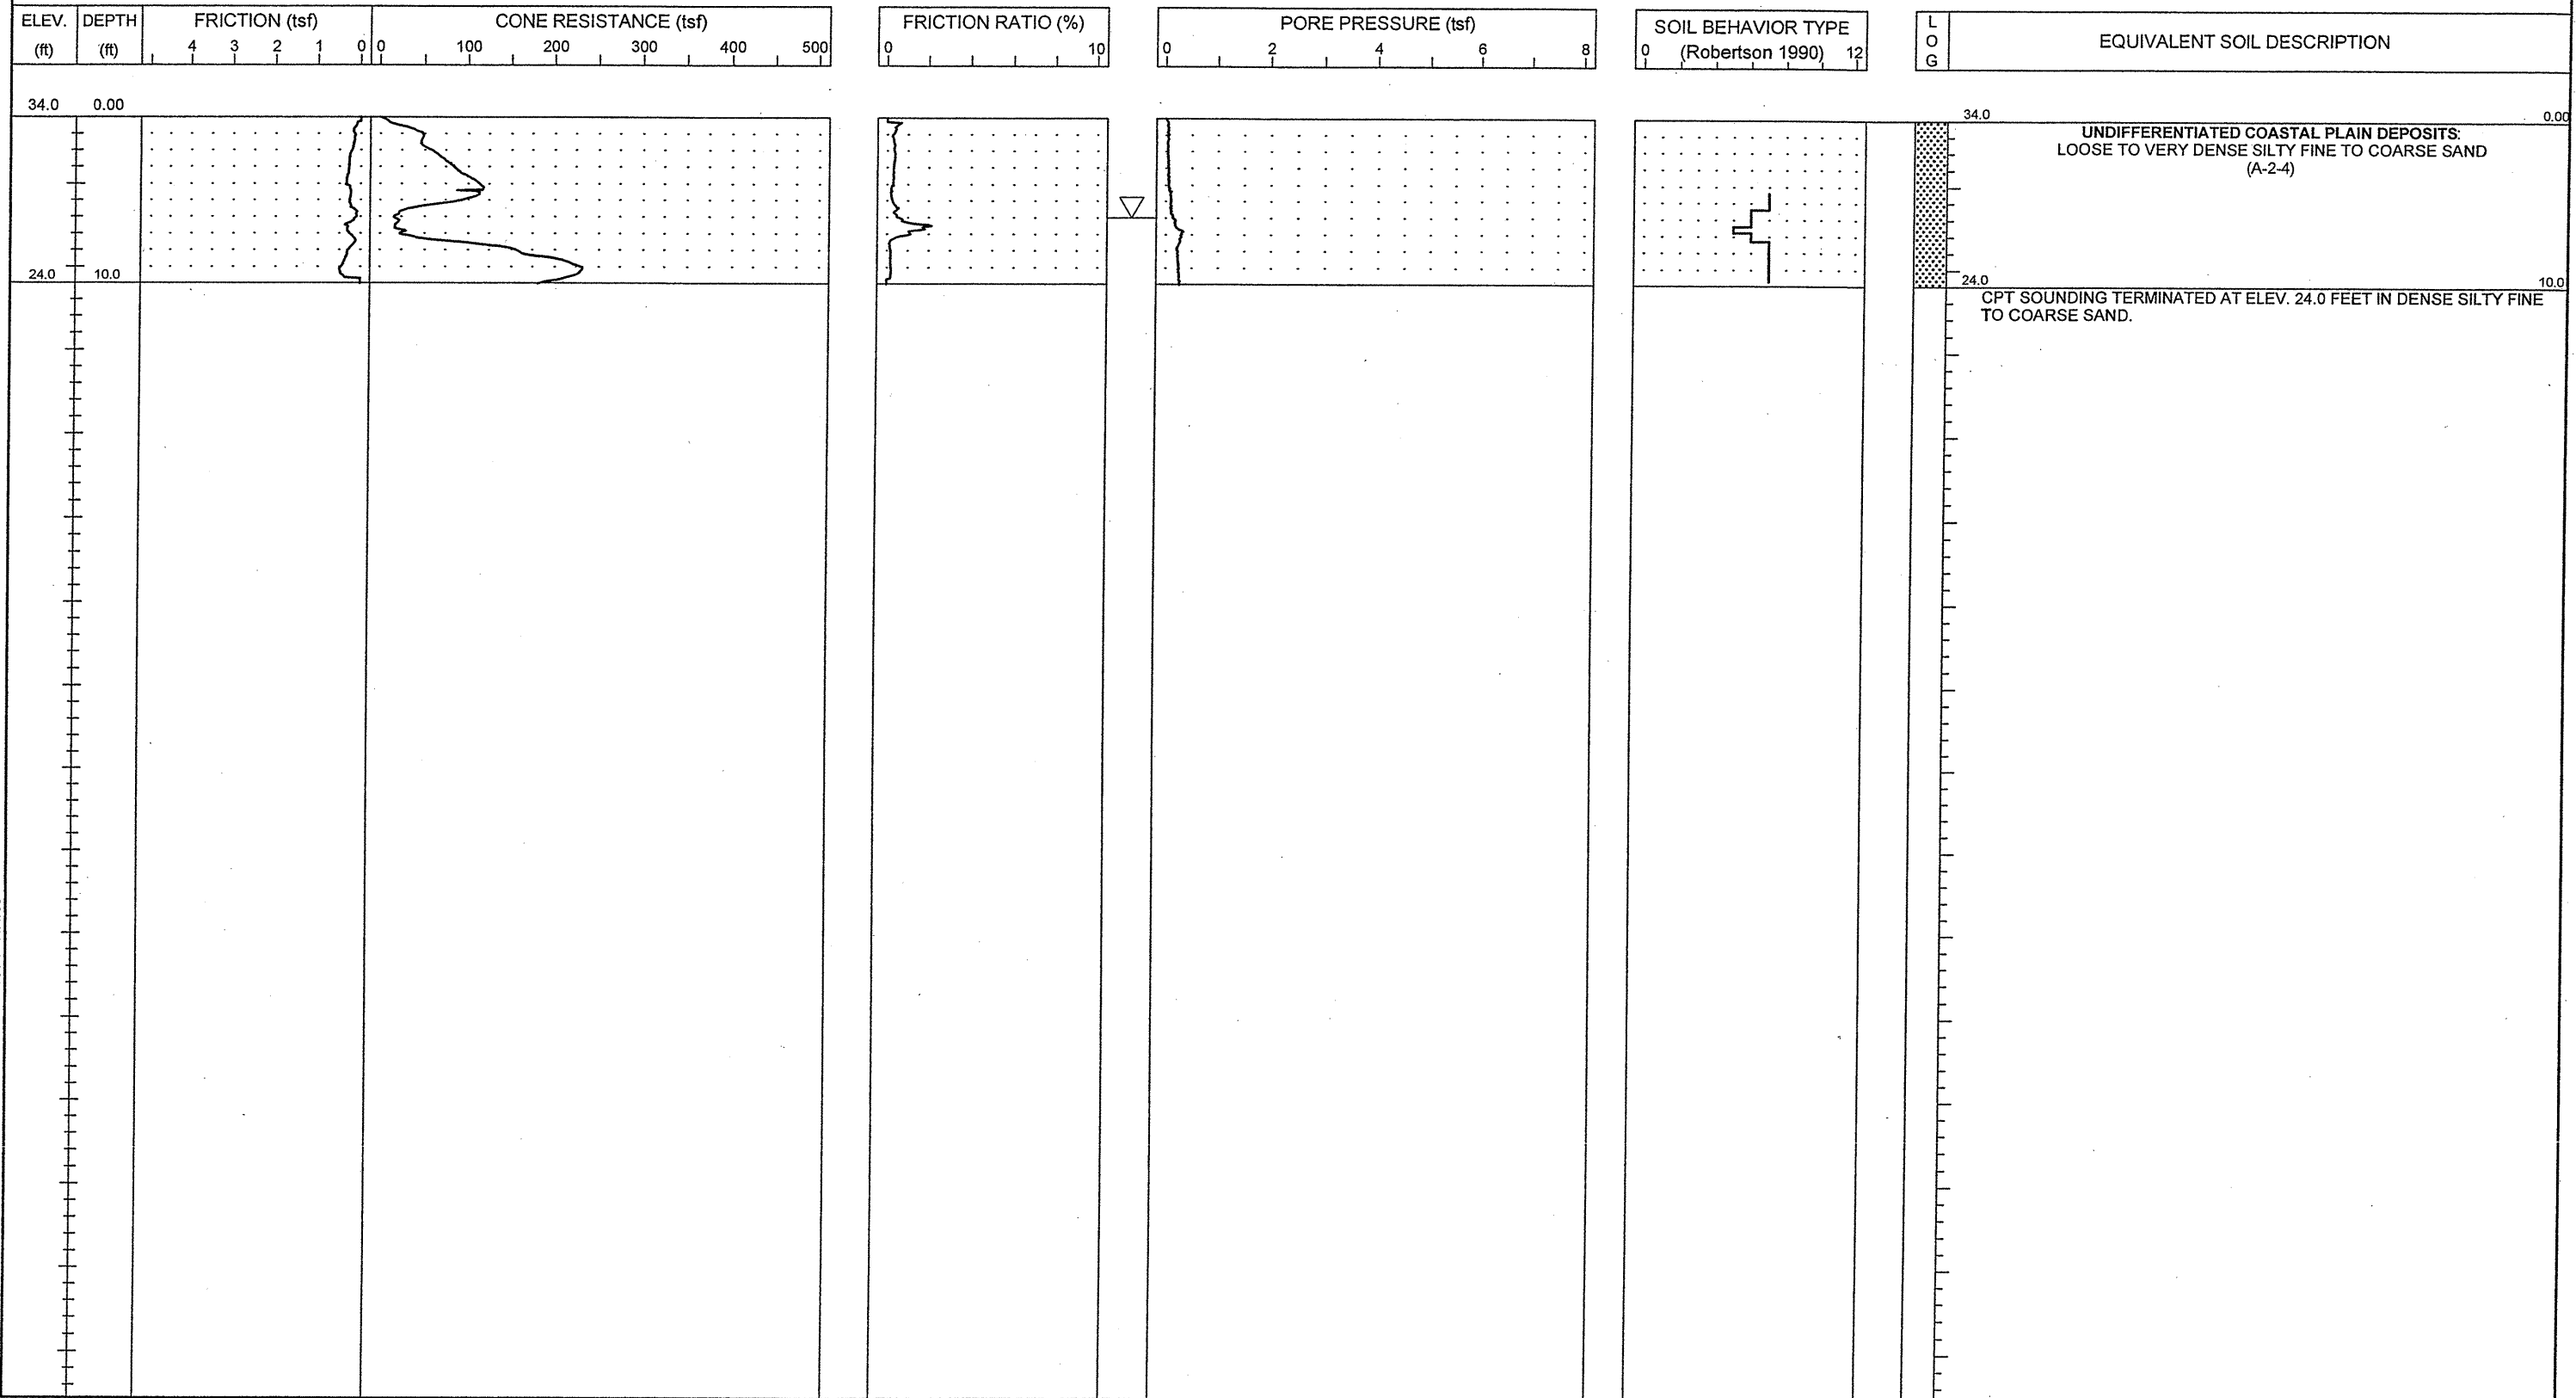 ELEV.
(ft)
DEPTH
(ft)
FRICTION (tsf)
4 3 2 1 0
CONE RESISTANCE (tsf)
0 100 200 300 400 500
FRICTION RATIO (%)
0 10
PORE PRESSURE (tsf)
0 2 4 6 8
SOIL BEHAVIOR TYPE
(Robertson 1990)
0 12
L
O
G
EQUIVALENT SOIL DESCRIPTION
34.0 0.00
34.0 0.00
UNDIFFERENTIATED COASTAL PLAIN DEPOSITS:
LOOSE TO VERY DENSE SILTY FINE TO COARSE SAND
(A-2-4)
24.0 10.0
24.0 10.0
CPT SOUNDING TERMINATED AT ELEV. 24.0 FEET IN DENSE SILTY FINE
TO COARSE SAND.